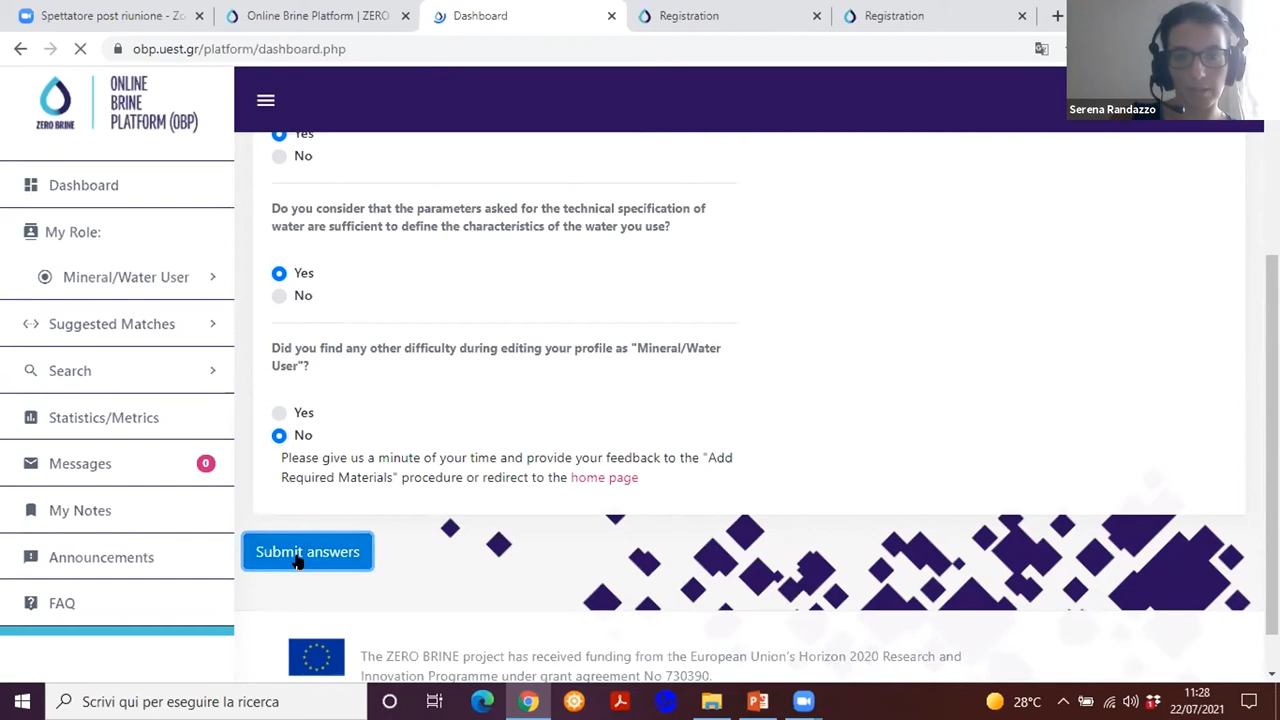 Spettatore post riunione - Zo
Online Brine Platform | ZERO
Dashboard
Registration
Registration
obp.uest.gr/platform/dashboard.php
Serena Randazzo
ZERO BRINE
ONLINE
BRINE
PLATFORM (OBP)
Dashboard
My Role:
Mineral/Water User
Suggested Matches
Search
Statistics/Metrics
Messages
0
My Notes
Announcements
FAQ
Yes
No
Do you consider that the parameters asked for the technical specification of
water are sufficient to define the characteristics of the water you use?
Yes
No
Did you find any other difficulty during editing your profile as "Mineral/Water
User"?
Yes
No
Please give us a minute of your time and provide your feedback to the "Add
Required Materials" procedure or redirect to the home page
Submit answers
The ZERO BRINE project has received funding from the European Union's Horizon 2020 Research and
Innovation Programme under grant agreement No 730390.
Scrivi qui per eseguire la ricerca
28°C
11:28
22/07/2021